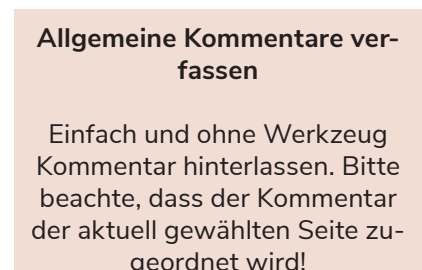 Allgemeine Kommentare ver-
fassen
Einfach und ohne Werkzeug
Kommentar hinterlassen. Bitte
beachte, dass der Kommentar
der aktuell gewählten Seite zu-
geordnet wird!